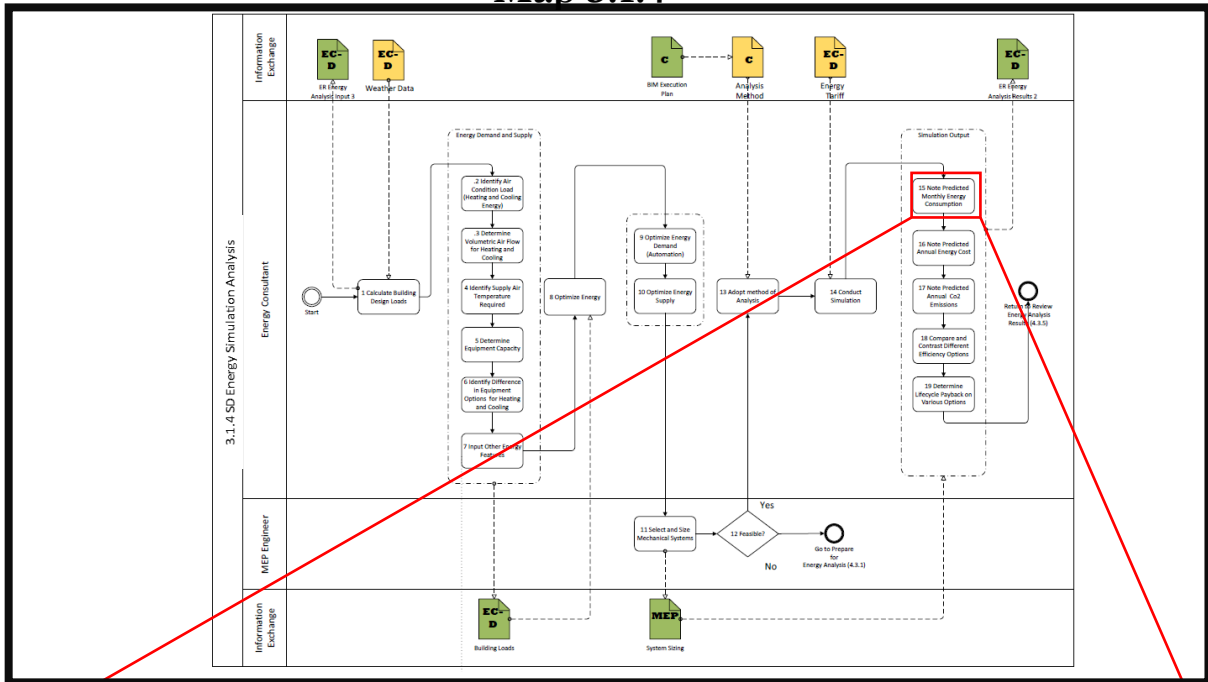 3.1.4 SD Energy Simulation Analysis
Information
Exchange
EC-
D
ER Energy
Analysis Input 3
EC-
D
Weather Data
C
BIM Execution
Plan
C
Analysis
Method
EC-
D
Energy
Tariff
EC-
D
ER Energy
Analysis Results 2
Energy Consultant
Start
1 Calculate Building
Design Loads
Energy Demand and Supply
.2 Identify Air
Condition Load
(Heating and Cooling
Energy)
.3 Determine
Volumetric Air Flow
for Heating and
Cooling
4 Identify Supply Air
Temperature
Required
5 Determine
Equipment Capacity
6 Identify Difference
in Equipment
Options for Heating
and Cooling
7 Input Other Energy
Features
8 Optimize Energy
9 Optimize Energy
Demand
(Automation)
10 Optimize Energy
Supply
13 Adopt method of
Analysis
14 Conduct
Simulation
Simulation Output
15 Note Predicted
Monthly Energy
Consumption
16 Note Predicted
Annual Energy Cost
17 Note Predicted
Annual Co2
Emissions
18 Compare and
Contrast Different
Efficiency Options
19 Determine
Lifecycle Payback on
Various Options
Return to Review
Energy Analysis
Results (4.3.5)
MEP Engineer
11 Select and Size
Mechanical Systems
12 Feasible?
Yes
No
Go to Prepare
for
Energy Analysis (4.3.1)
Information
Exchange
EC-
D
Building Loads
MEP
System Sizing